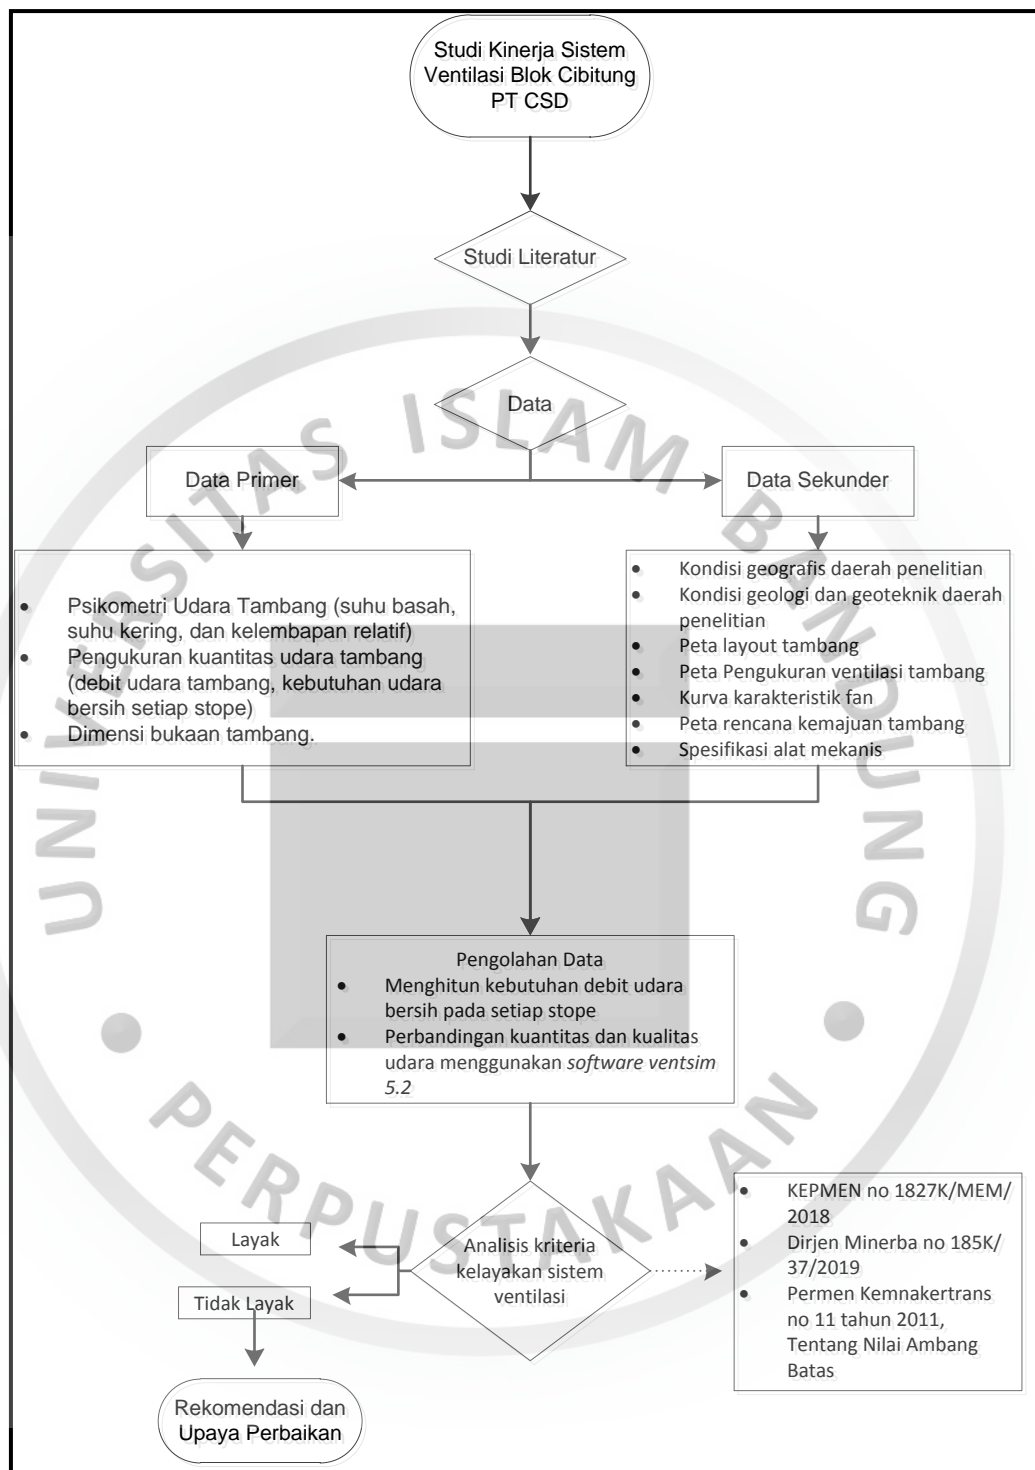 Studi Kinerja Sistem
Ventilasi Blok Cibitung
PT CSD
Studi Literatur
Data
Data Primer
Data Sekunder
Psikometri Udara Tambang (suhu basah,
suhu kering, dan kelembapan relatif)
Pengukuran kuantitas udara tambang
(debit udara tambang, kebutuhan udara
bersih setiap stope)
Dimensi bukaan tambang.
Kondisi geografis daerah penelitian
Kondisi geologi dan geoteknik daerah
penelitian
Peta layout tambang
Peta Pengukuran ventilasi tambang
Kurva karakteristik fan
Peta rencana kemajuan tambang
Spesifikasi alat mekanis
Pengolahan Data
Menghitun kebutuhan debit udara
bersih pada setiap stope
Perbandingan kuantitas dan kualitas
udara menggunakan software ventsim
5.2
Analisis kriteria
kelayakan sistem
ventilasi
Layak
Tidak Layak
KEPMEN no 1827K/MEM/
2018
Dirjen Minerba no 185K/
37/2019
Permen Kemnakertrans
no 11 tahun 2011,
Tentang Nilai Ambang
Batas
Rekomendasi dan
Upaya Perbaikan
UNIVERSITAS ISLAM BANDUNG
PERPUSTAKAAN